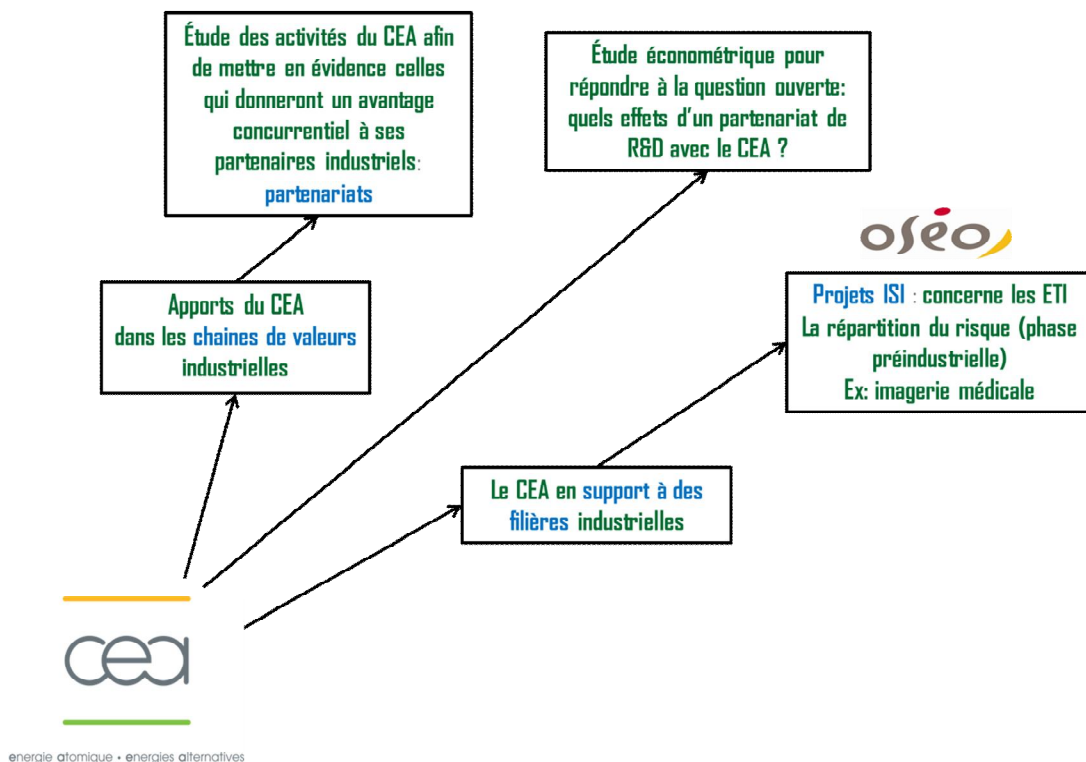 Étude des activités du CEA afin
de mettre en évidence celles
qui donneront un avantage
concurrentiel à ses
partenaires industriels:
partenariats
Étude économétrique pour
répondre à la question ouverte:
quels effets d'un partenariat de
R&D avec le CEA ?
oséo
Apports du CEA
dans les chaines de valeurs
industrielles
Projets ISI : concerne les ETI
La répartition du risque (phase
préindustrielle)
Ex: imagerie médicale
Le CEA en support à des
filières industrielles
cea
energie atomique • energies alternatives